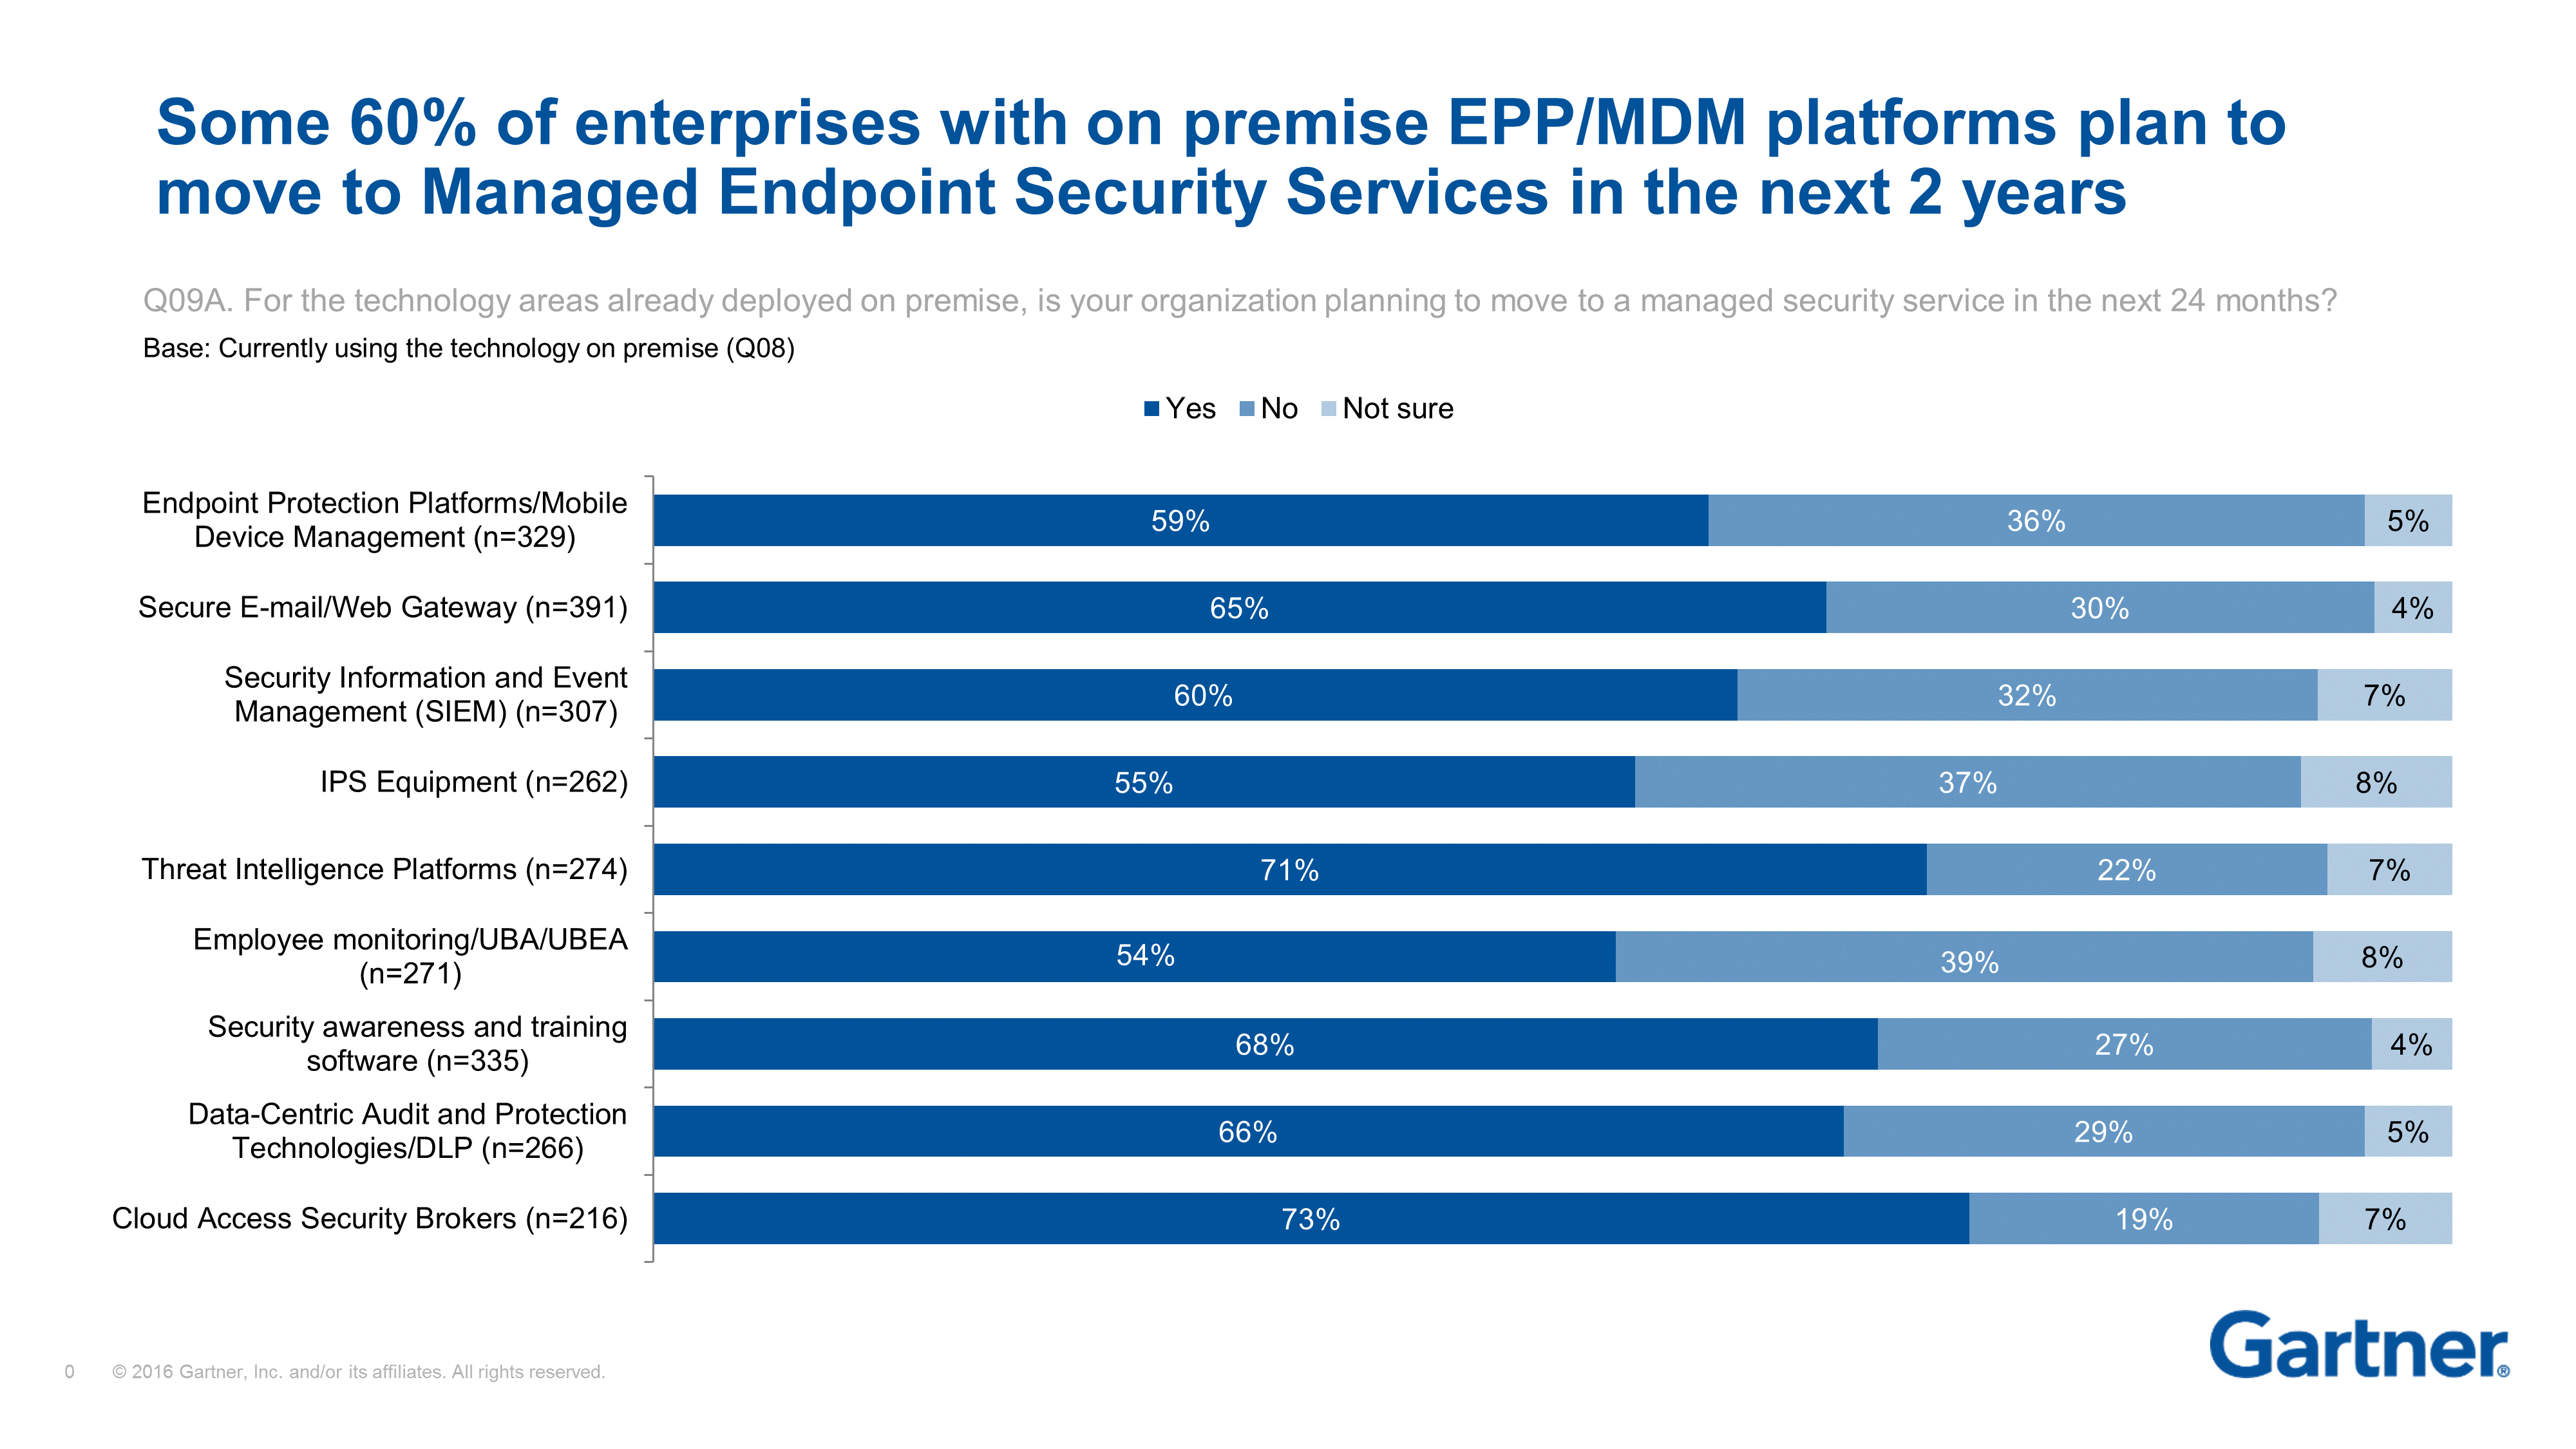 Some 60% of enterprises with on premise EPP/MDM platforms plan to
move to Managed Endpoint Security Services in the next 2 years
Q09A. For the technology areas already deployed on premise, is your organization planning to move to a managed security service in the next 24 months?
Base: Currently using the technology on premise (Q08)
Yes No Not sure
Endpoint Protection Platforms/Mobile
Device Management (n=329)
59% 36% 5%
Secure E-mail/Web Gateway (n=391)
65% 30% 4%
Security Information and Event
Management (SIEM) (n=307)
60% 32% 7%
IPS Equipment (n=262)
55% 37% 8%
Threat Intelligence Platforms (n=274)
71% 22% 7%
Employee monitoring/UBA/UBEA
(n=271)
54% 39% 8%
Security awareness and training
software (n=335)
68% 27% 4%
Data-Centric Audit and Protection
Technologies/DLP (n=266)
66% 29% 5%
Cloud Access Security Brokers (n=216)
73% 19% 7%
0 © 2016 Gartner, Inc. and/or its affiliates. All rights reserved.
Gartner®